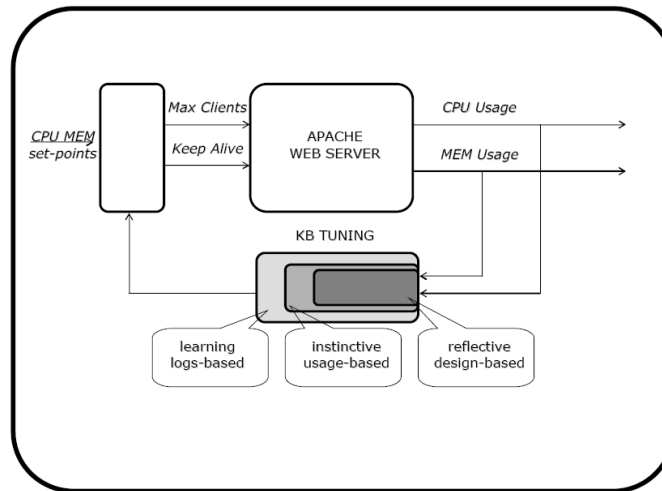 Max Clients
CPU Usage
CPU MEM
set-points
APACHE
WEB SERVER
Keep Alive
MEM Usage
KB TUNING
learning
logs-based
instinctive
usage-based
reflective
design-based